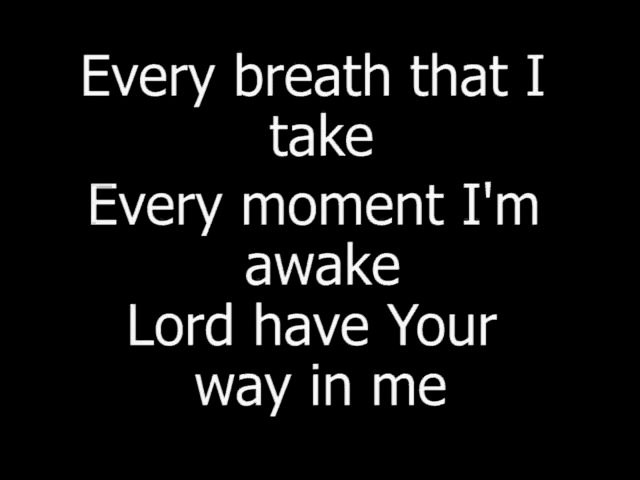 Every breath that I
take
Every moment I'm
awake
Lord have Your
way in me